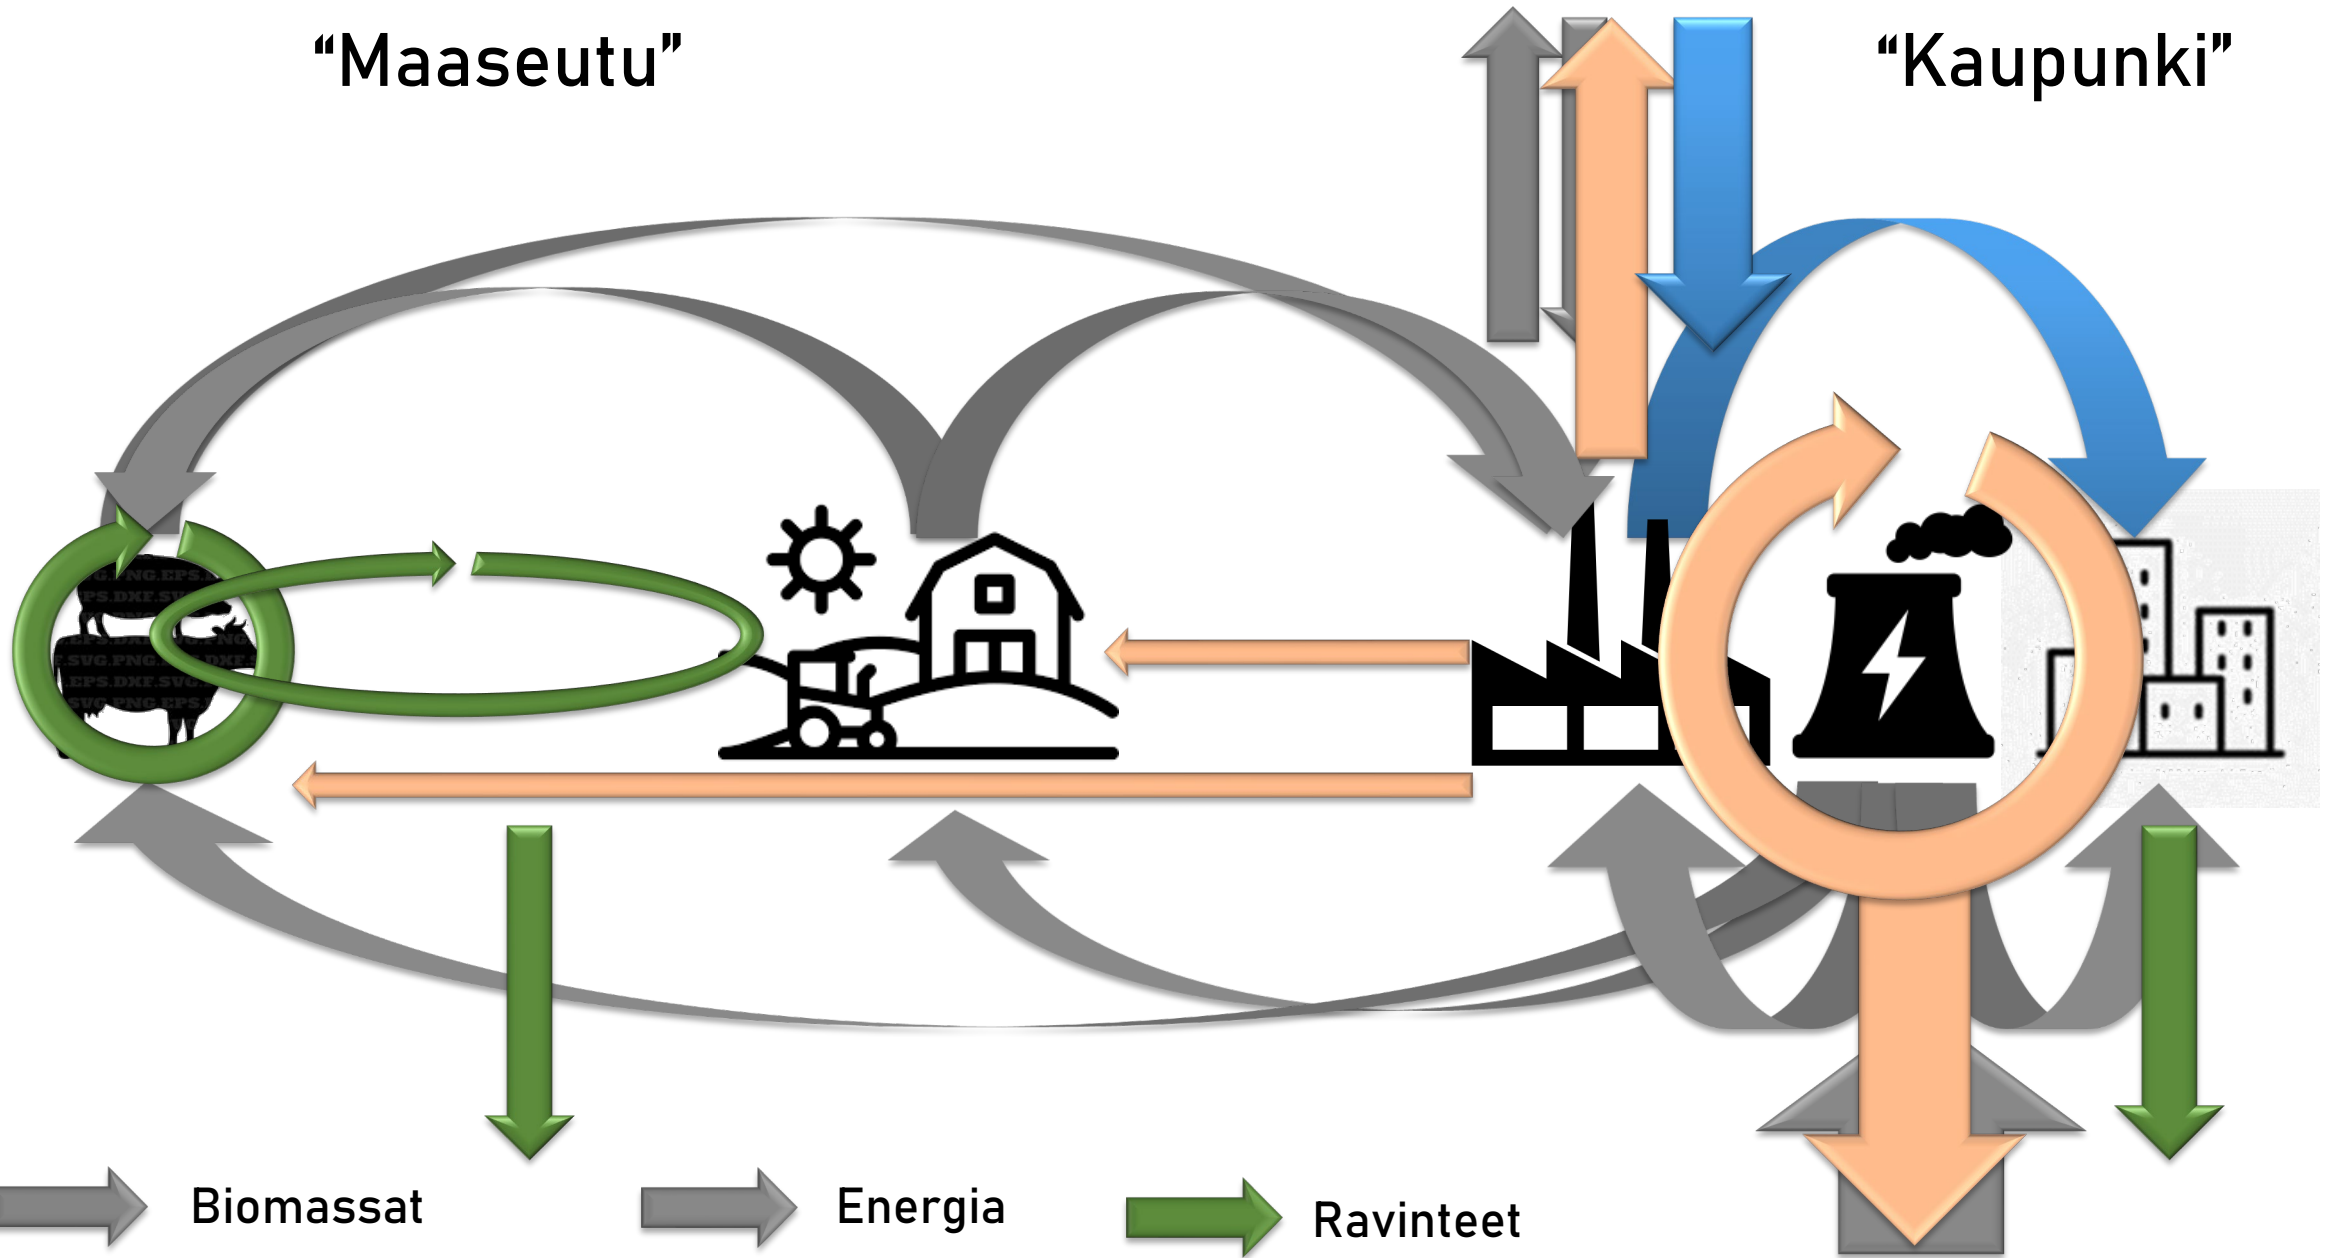 “Maaseutu”
“Kaupunki”
Biomassat
Energia
Ravinteet